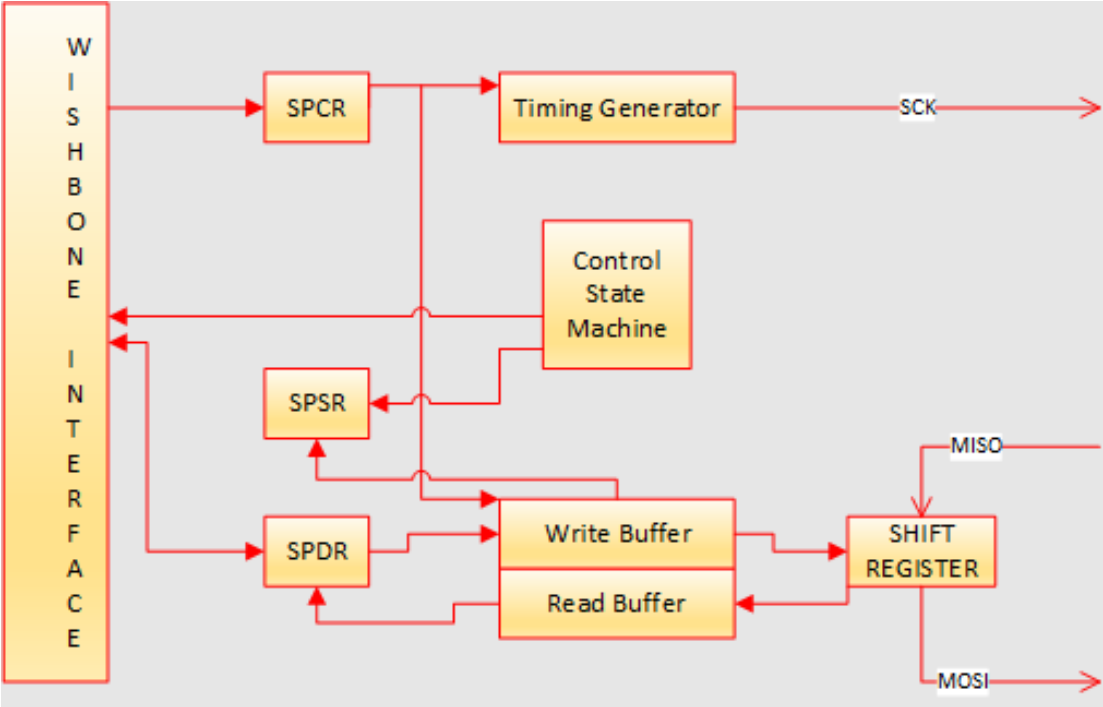 WISHBONE INTERFACE
SPCR
Timing Generator
SCK
Control
State
Machine
SPSR
MISO
SPDR
Write Buffer
SHIFT
REGISTER
Read Buffer
MOSI